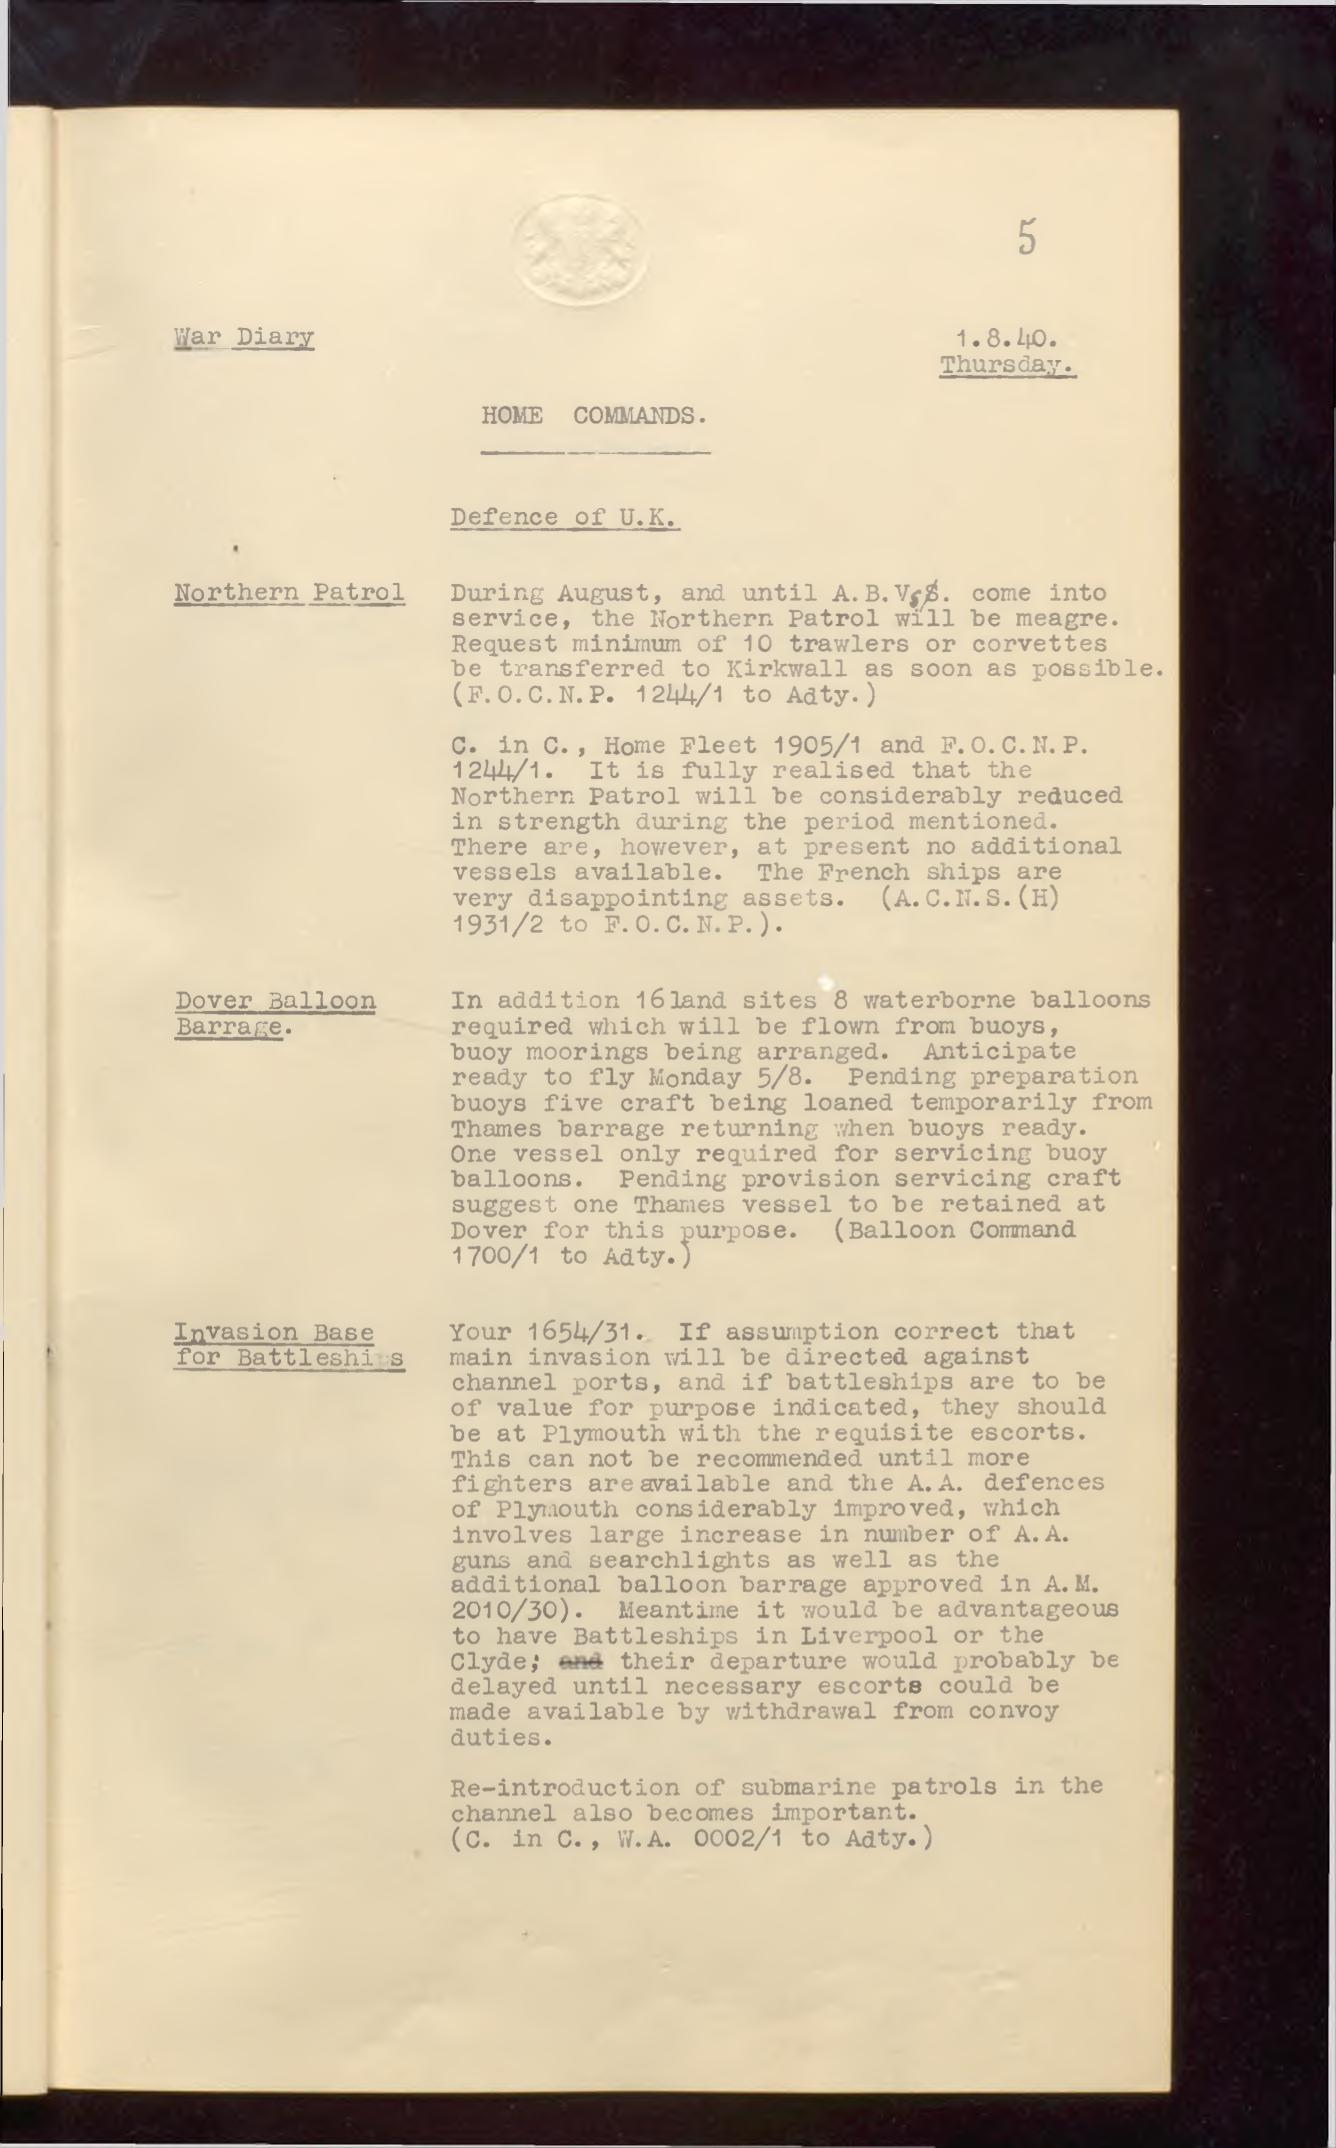 5
War Diary
1.8.40.
Thursday.
HOME COMMANDS.
Defence of U.K.
Northern Patrol
During August, and until A.B.Vs. come into
service, the Northern Patrol will be meagre.
Request minimum of 10 trawlers or corvettes
be transferred to Kirkwall as soon as possible.
(F.O.C.N.P. 1244/1 to Adty.)
C. in C., Home Fleet 1905/1 and F.O.C.N.P.
1244/1. It is fully realised that the
Northern Patrol will be considerably reduced
in strength during the period mentioned.
There are, however, at present no additional
vessels available. The French ships are
very disappointing assets. (A.C.N.S.(H)
1931/2 to F.O.C.N.P.).
Dover Balloon
Barrage.
In addition 16 land sites 8 waterborne balloons
required which will be flown from buoys,
buoy moorings being arranged. Anticipate
ready to fly Monday 5/8. Pending preparation
buoys five craft being loaned temporarily from
Thames barrage returning when buoys ready.
One vessel only required for servicing buoy
balloons. Pending provision servicing craft
suggest one Thames vessel to be retained at
Dover for this purpose. (Balloon Command
1700/1 to Adty.)
Invasion Base
for Battleships
Your 1654/31. If assumption correct that
main invasion will be directed against
channel ports, and if battleships are to be
of value for purpose indicated, they should
be at Plymouth with the requisite escorts.
This can not be recommended until more
fighters are available and the A.A. defences
of Plymouth considerably improved, which
involves large increase in number of A.A.
guns and searchlights as well as the
additional balloon barrage approved in A.M.
2010/30). Meantime it would be advantageous
to have Battleships in Liverpool or the
Clyde; and their departure would probably be
delayed until necessary escorts could be
made available by withdrawal from convoy
duties.
Re-introduction of submarine patrols in the
channel also becomes important.
(C. in C., W.A. 0002/1 to Adty.)